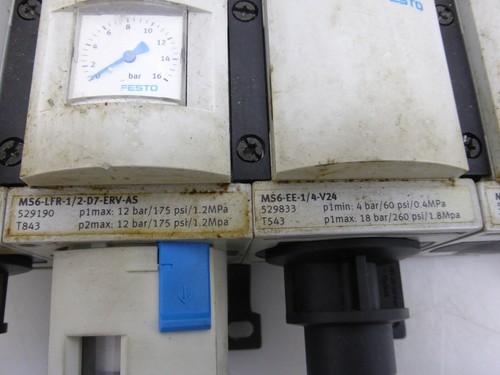 FESTO
8
6 10
4 12
2 14
0 bar 16
FESTO
MS6-LFR-1/2-D7-ERV-AS
529190 p1max: 12 bar/175 psi/1.2MPa
T843 p2max: 12 bar/175 psi/1.2Mpa
MS6-EE-1/4-V24
529833 p1min: 4 bar/60 psi/0.4MPa
T543 p1max: 18 bar/260 psi/1.8Mpa